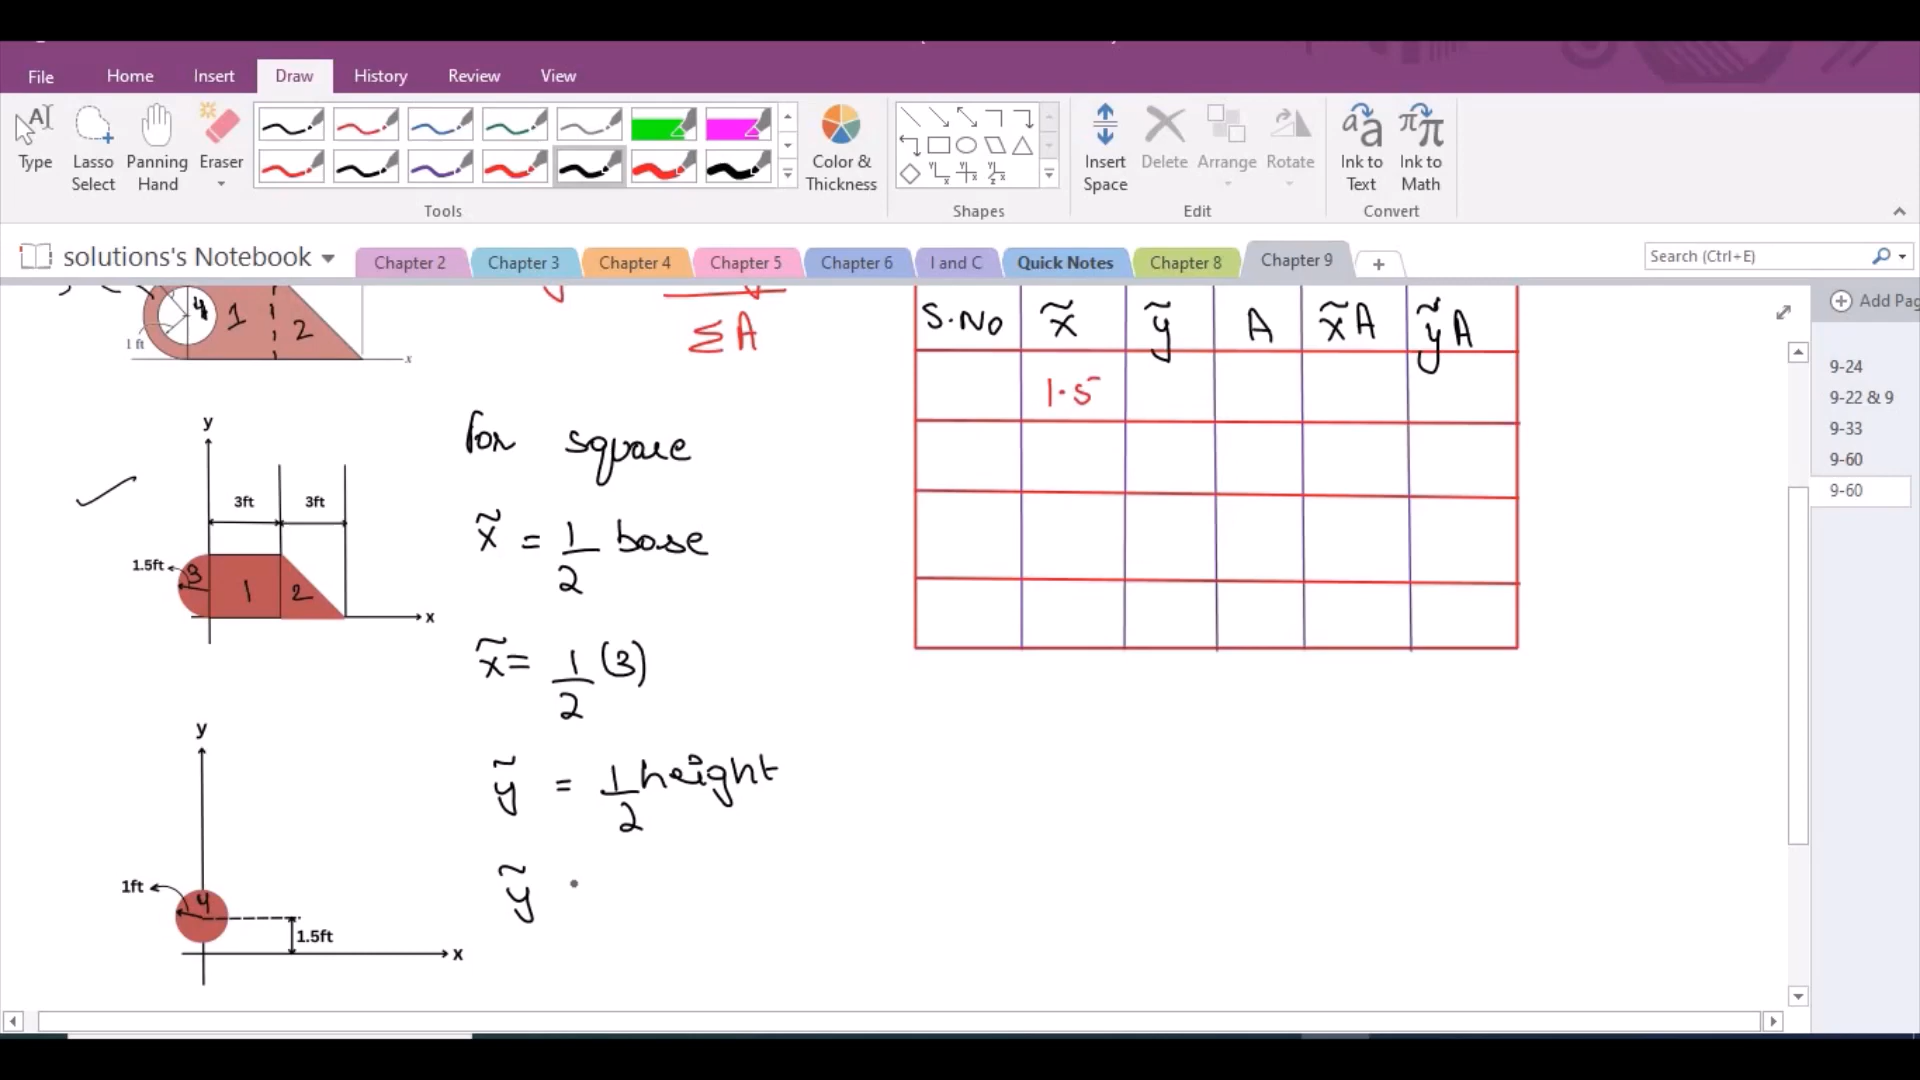 File Home Insert Draw History Review View
Type
Lasso Select
Panning Hand
Eraser
Color & Thickness
Insert Space
Delete
Arrange
Rotate
Ink to Text
Ink to Math
Tools
Shapes
Edit
Convert
solutions's Notebook
Chapter 2 Chapter 3 Chapter 4 Chapter 5 Chapter 6 I and C Quick Notes Chapter 8 Chapter 9 +
Search (Ctrl+E)
Add Pag
9-24
9-22 & 9
9-33
9-60
9-60
4 1 2
1 ft
x
ΣA
S.No x̃ ỹ A x̃A ỹA
1.5
y
3ft 3ft
1.5ft
3 1 2
x
for square
x̃ = 1/2 base
x̃ = 1/2 (3)
ỹ = 1/2 height
ỹ
y
1ft
4
1.5ft
x